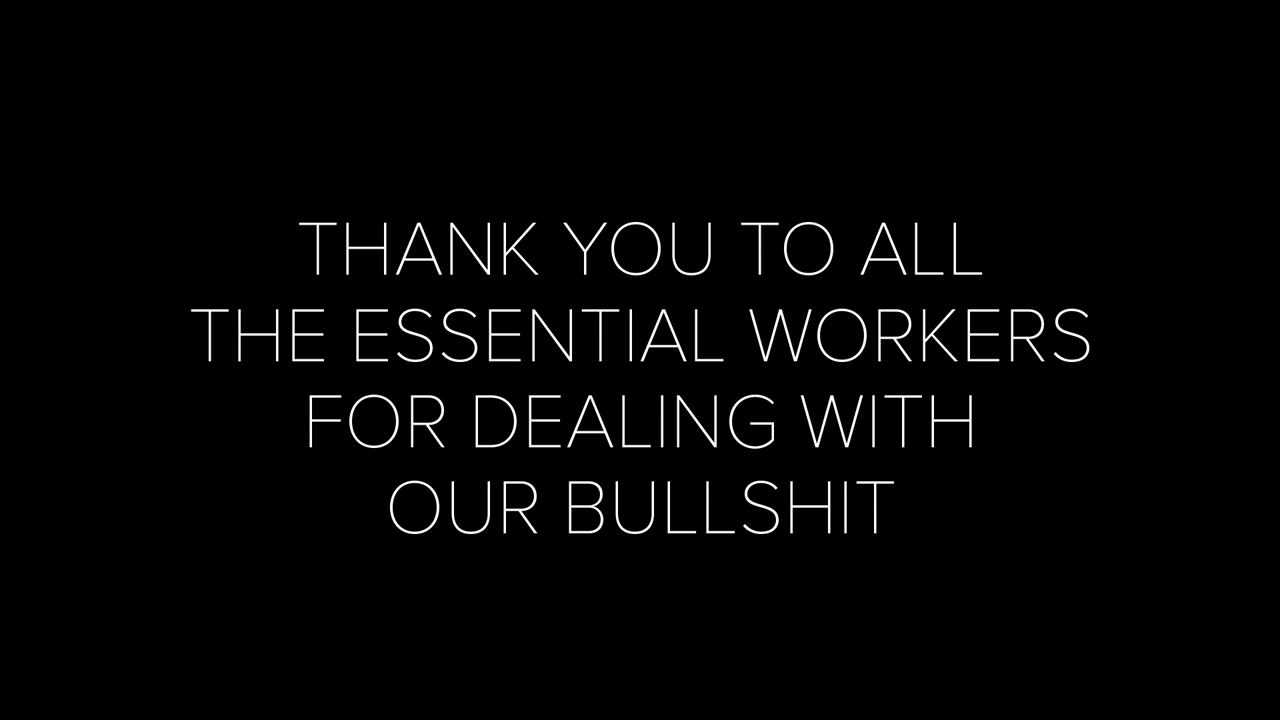 THANK YOU TO ALL
THE ESSENTIAL WORKERS
FOR DEALING WITH
OUR BULLSHIT